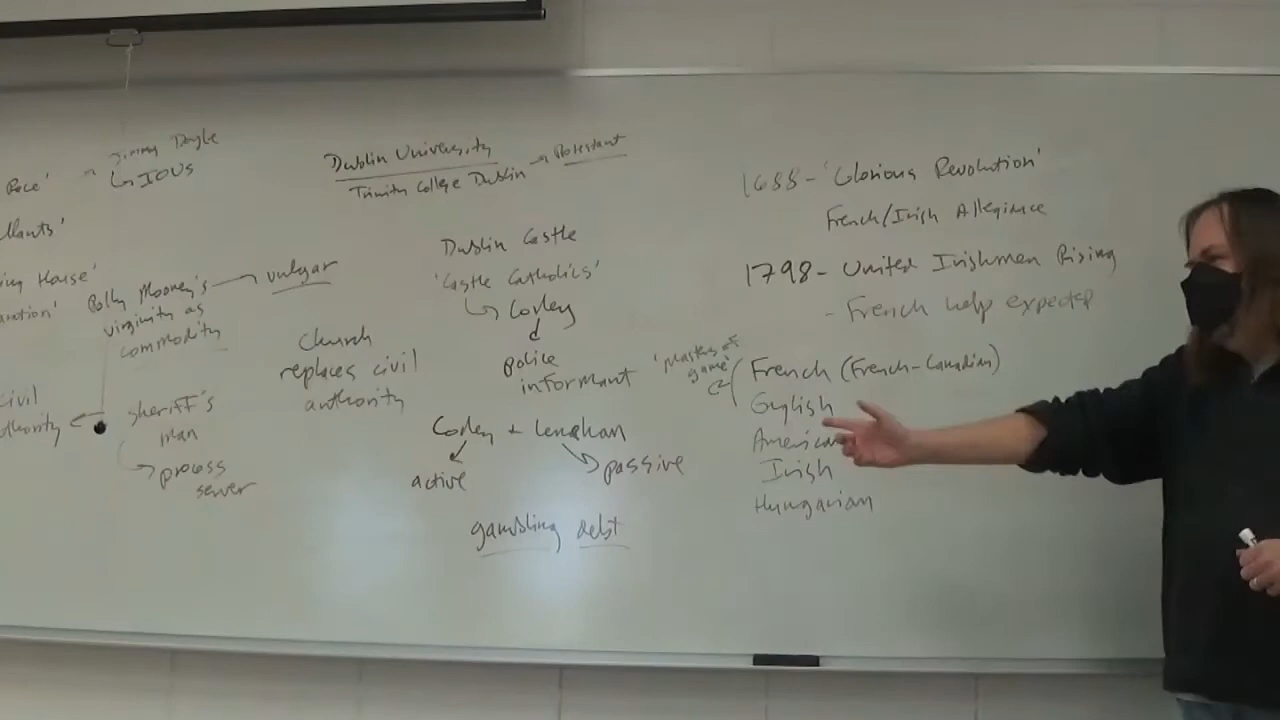 Race'
Jimmy Doyle
↳ IOUS
llants'
ing House'
Polly Mooney's → vulgar
virginity as
commodity
Civil
thority
sheriff's
man
→ process
server
Dublin University
Trinity College Dublin → Protestant
Dublin Castle
'Castle Catholics'
↳ Corley
police
informant
Church
replaces civil
authority
Corley + Lenehan
active
passive
gambling debt
1688 - 'Glorious Revolution'
French/Irish Allegiance
1798 - United Irishmen Rising
- French help expected
'masters of
game'
French (French-Canadian)
English
American
Irish
Hungarian